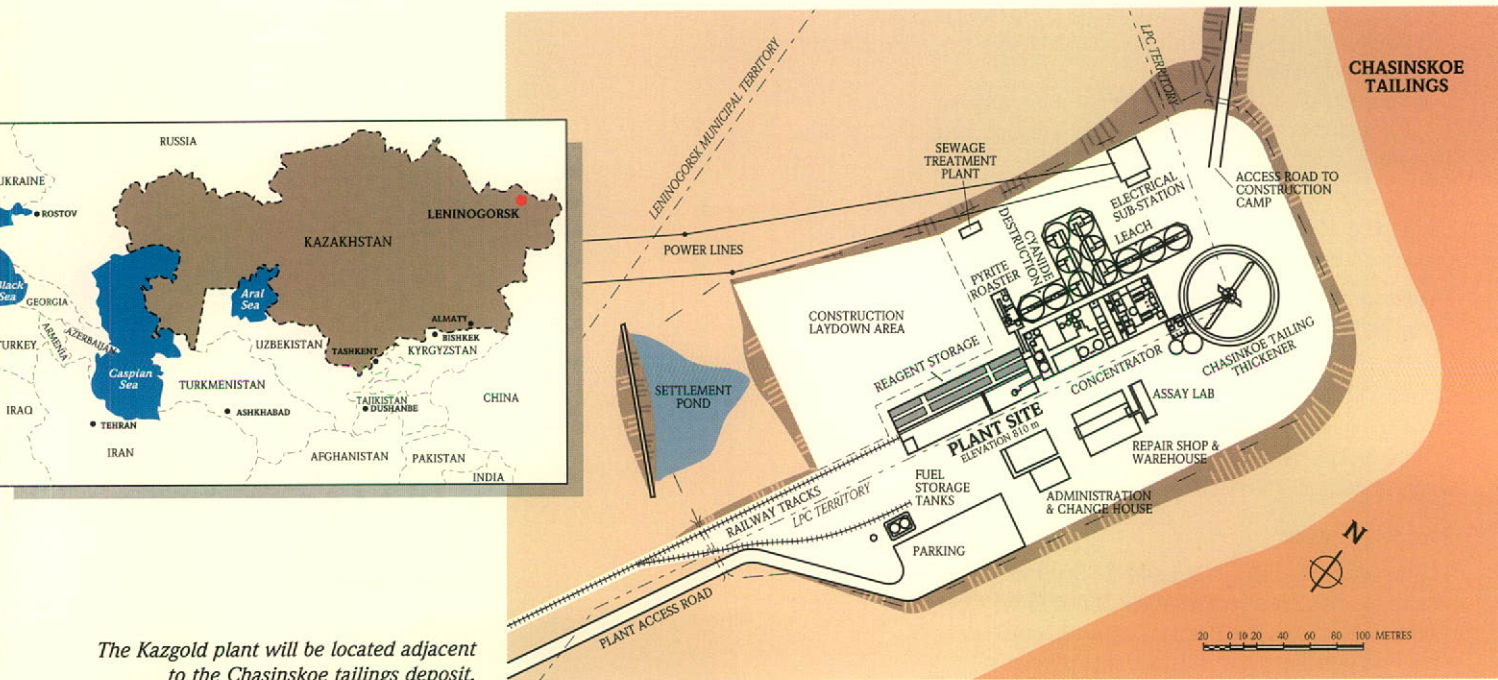 RUSSIA
UKRAINE
ROSTOV
LENINOGORSK
KAZAKHSTAN
Black
Sea
GEORGIA
Aral
Sea
ARMENIA
AZERBAIJAN
TURKEY
UZBEKISTAN
ALMATY
BISHKEK
TASHKENT
KYRGYZSTAN
Caspian
Sea
TURKMENISTAN
TAJIKISTAN
DUSHANBE
CHINA
ASHKHABAD
IRAQ
TEHRAN
IRAN
AFGHANISTAN
PAKISTAN
INDIA
The Kazgold plant will be located adjacent
to the Chasinskoe tailings deposit.
LENINOGORSK MUNICIPAL TERRITORY
LPC TERRITORY
CHASINSKOE
TAILINGS
SEWAGE
TREATMENT
PLANT
ELECTRICAL
SUB-STATION
ACCESS ROAD TO
CONSTRUCTION
CAMP
POWER LINES
CYANIDE
DESTRUCTION
LEACH
PYRITE
ROASTER
CONSTRUCTION
LAYDOWN AREA
REAGENT STORAGE
CONCENTRATOR
CHASINKOE TAILING
THICKENER
SETTLEMENT
POND
ASSAY LAB
PLANT SITE
ELEVATION 810 m
REPAIR SHOP &
WAREHOUSE
FUEL
STORAGE
TANKS
ADMINISTRATION
& CHANGE HOUSE
RAILWAY TRACKS
LPC TERRITORY
PARKING
PLANT ACCESS ROAD
N
20 0 10 20 40 60 80 100 METRES